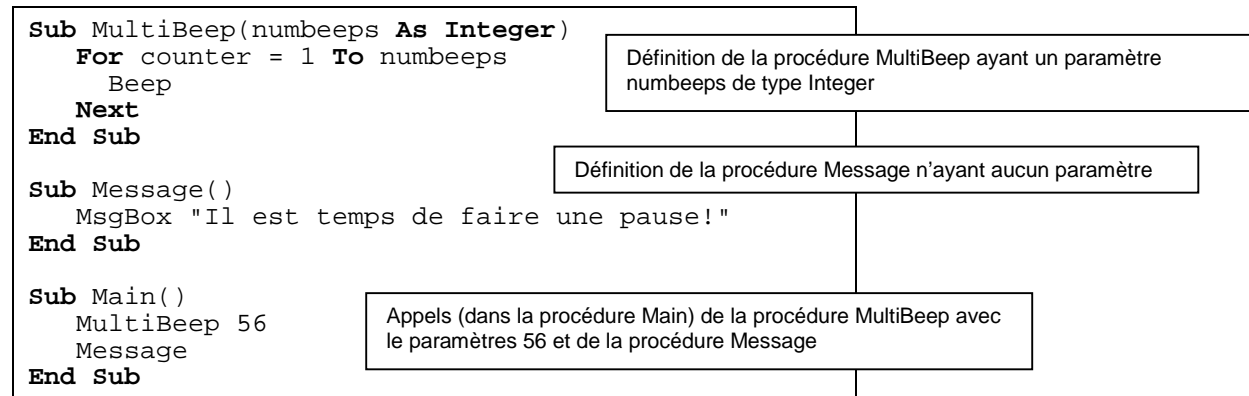 Sub MultiBeep(numbeeps As Integer)
For counter = 1 To numbeeps
Beep
Next
End Sub
Définition de la procédure MultiBeep ayant un paramètre
numbeeps de type Integer
Définition de la procédure Message n'ayant aucun paramètre
Sub Message()
MsgBox "Il est temps de faire une pause!"
End Sub
Sub Main()
MultiBeep 56
Message
End Sub
Appels (dans la procédure Main) de la procédure MultiBeep avec
le paramètres 56 et de la procédure Message